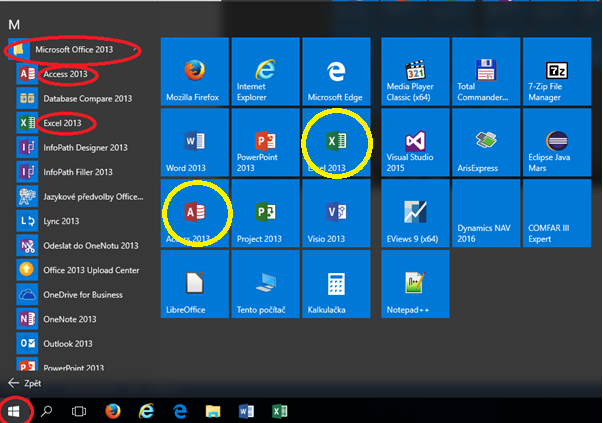 M
Microsoft Office 2013
Access 2013
Database Compare 2013
Excel 2013
InfoPath Designer 2013
InfoPath Filler 2013
Jazykové předvolby Office...
Lync 2013
Odeslat do OneNotu 2013
Office 2013 Upload Center
OneDrive for Business
OneNote 2013
Outlook 2013
PowerPoint 2013
Zpět
Mozilla Firefox
Internet
Explorer
Microsoft Edge
Word 2013
PowerPoint
2013
Excel 2013
Access 2013
Project 2013
Visio 2013
LibreOffice
Tento počítač
Kalkulačka
Media Player
Classic (x64)
Total
Commander...
7-Zip File
Manager
Visual Studio
2015
ArisExpress
Eclipse Java
Mars
EViews 9 (x64)
Dynamics NAV
2016
COMFAR III
Expert
Notepad++